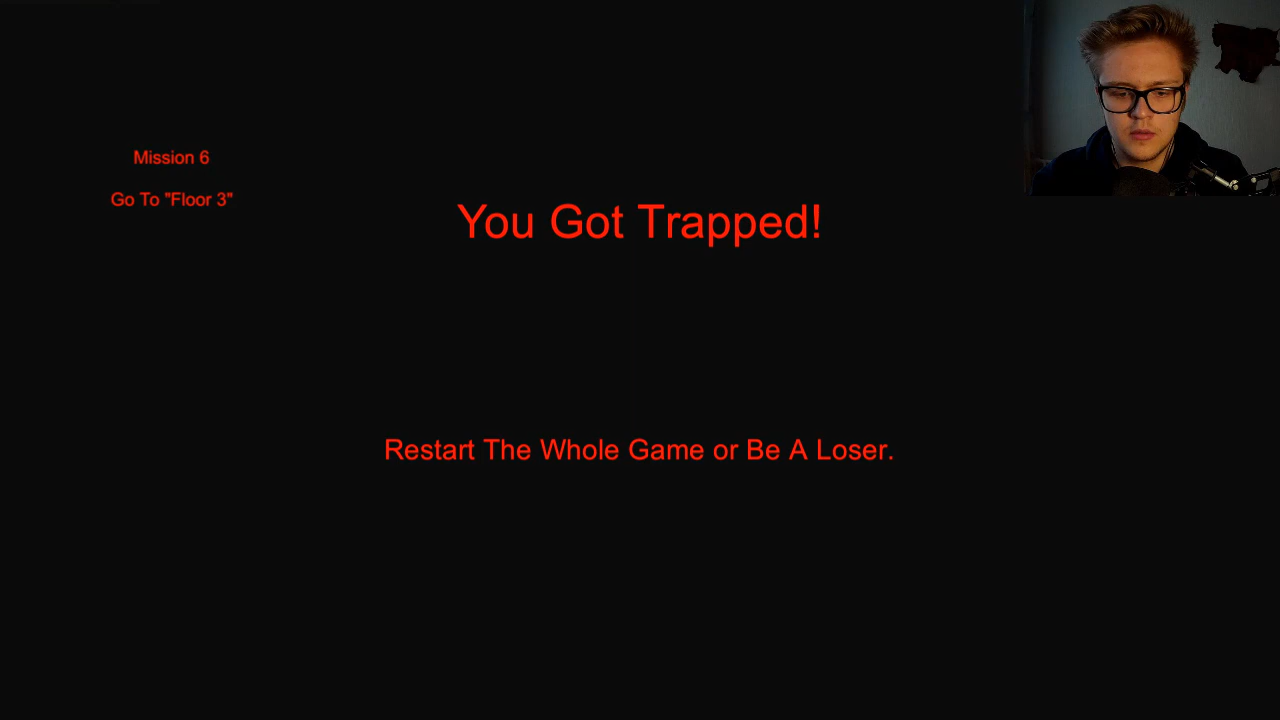 Mission 6
Go To "Floor 3"
You Got Trapped!
Restart The Whole Game or Be A Loser.